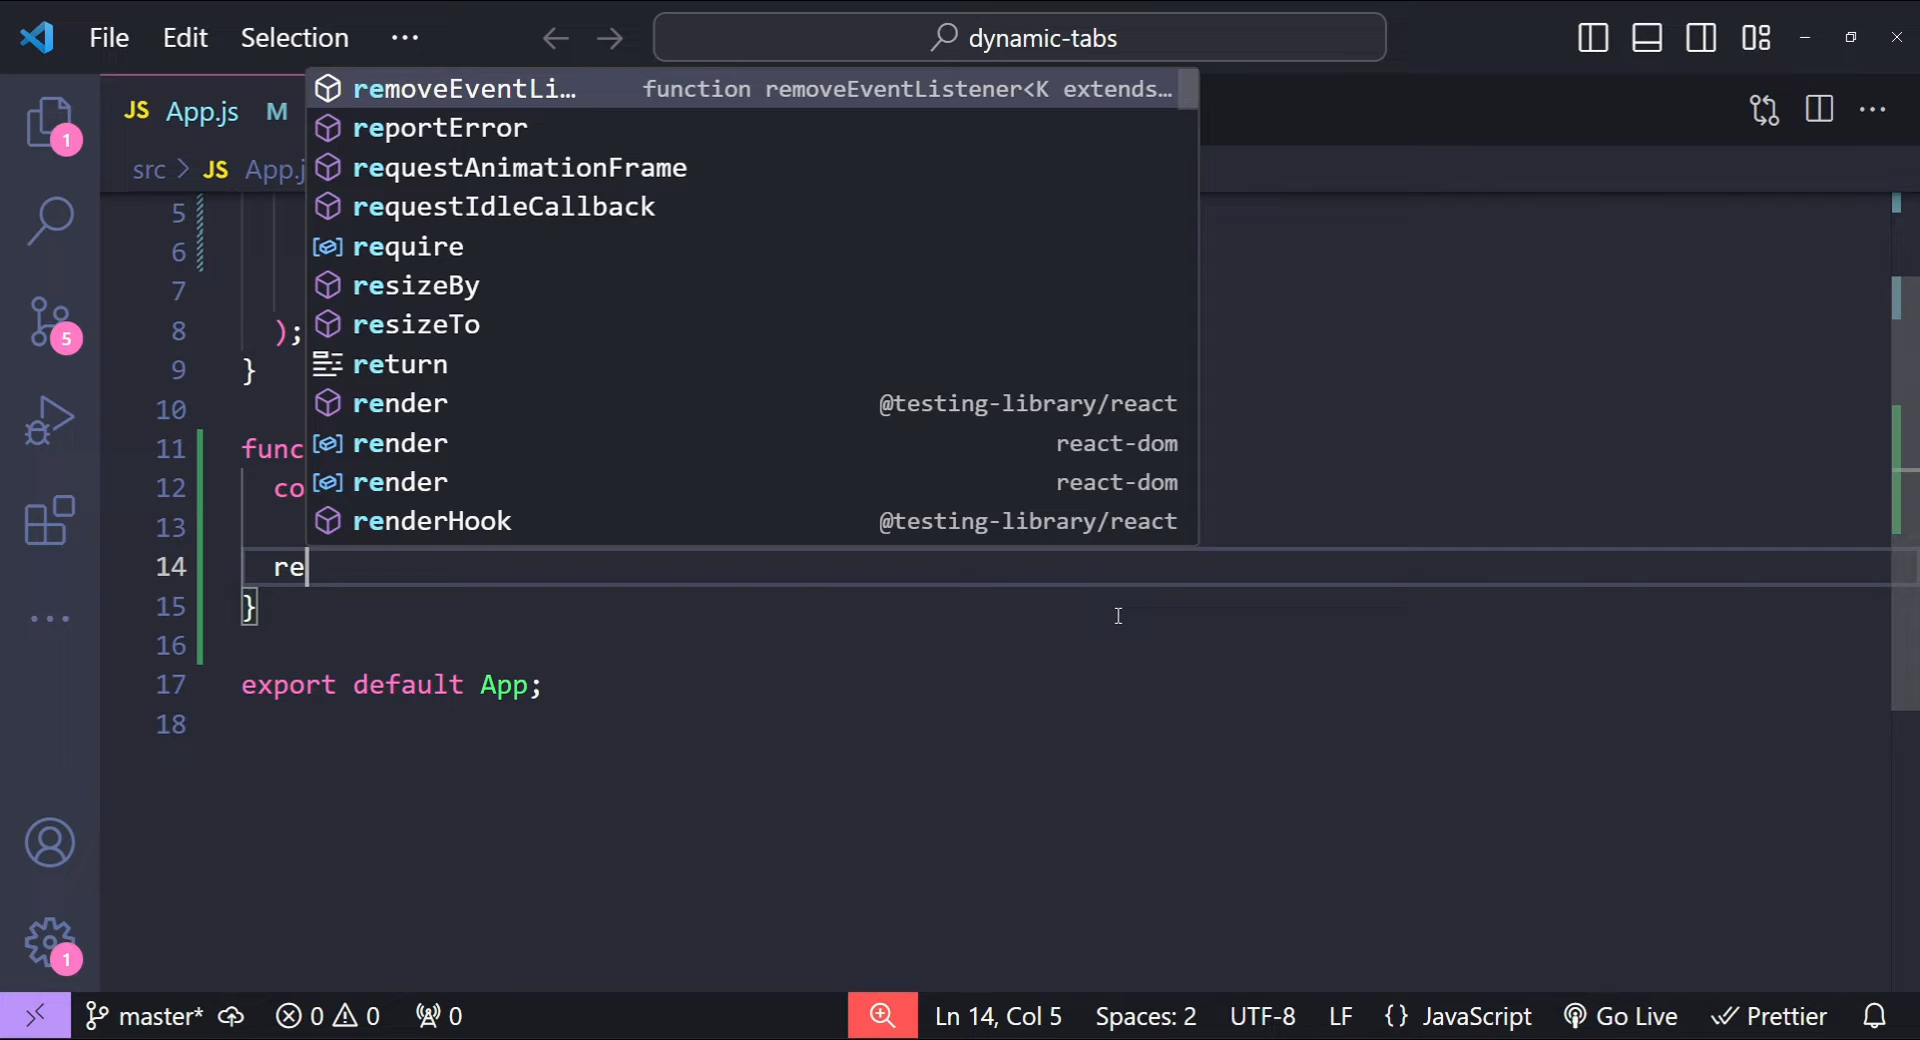 File Edit Selection ··· dynamic-tabs
JS App.js M
src > JS App.j
removeEventLi… function removeEventListener<K extends…
reportError
requestAnimationFrame
requestIdleCallback
require
resizeBy
resizeTo
return
render @testing-library/react
render react-dom
render react-dom
renderHook @testing-library/react
5
6
7
8 );
9 }
10
11 func
12 co
13
14 re
15 }
16
17 export default App;
18
1
5
1
master* 0 0 0 Ln 14, Col 5 Spaces: 2 UTF-8 LF {} JavaScript Go Live Prettier